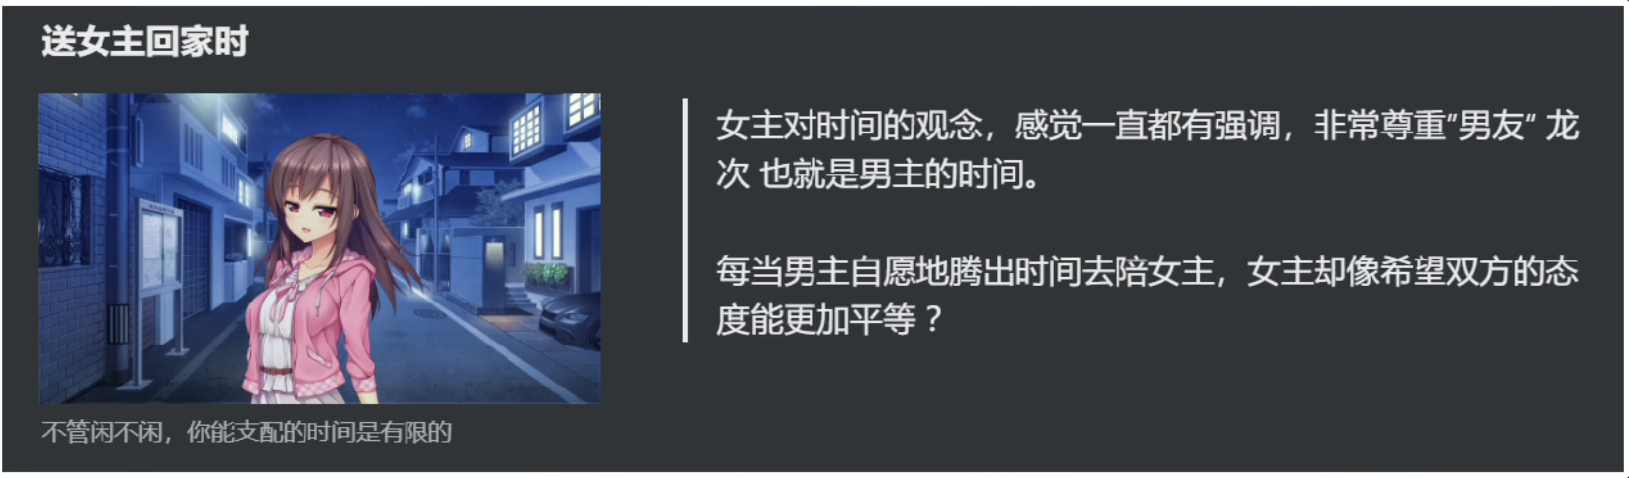 送女主回家时
女主对时间的观念，感觉一直都有强调，非常尊重"男友“ 龙
次 也就是男主的时间。
每当男主自愿地腾出时间去陪女主，女主却像希望双方的态
度能更加平等？
不管闲不闲，你能支配的时间是有限的